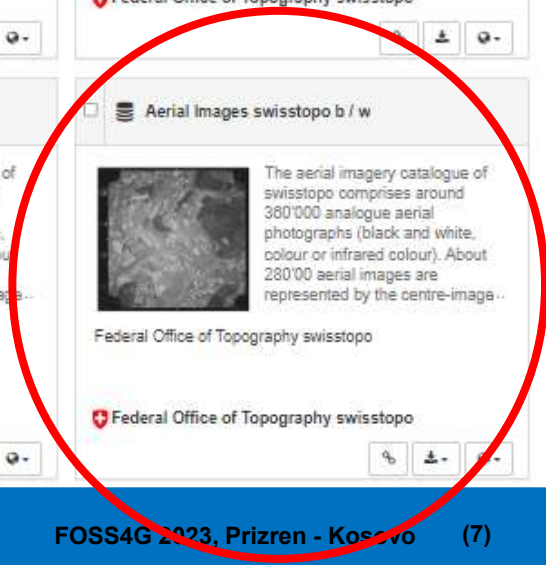 Federal Office of Topography swisstopo
Aerial Images swisstopo b / w
of
The aerial imagery catalogue of
swisstopo comprises around
360'000 analogue aerial
photographs (black and white,
colour or infrared colour). About
280'00 aerial images are
represented by the centre-image...
Federal Office of Topography swisstopo
Federal Office of Topography swisstopo
FOSS4G 2023, Prizren - Kosovo (7)